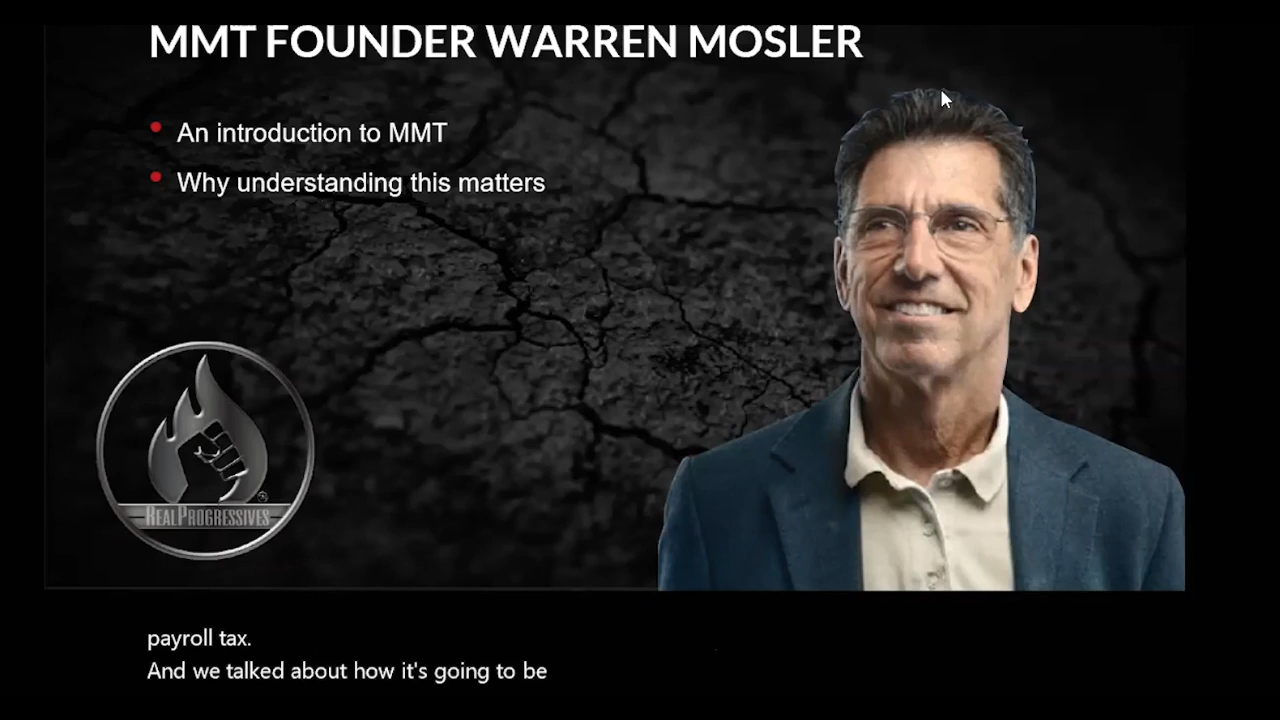 MMT FOUNDER WARREN MOSLER
An introduction to MMT
Why understanding this matters
REALPROGRESSIVES
®
payroll tax.
And we talked about how it's going to be